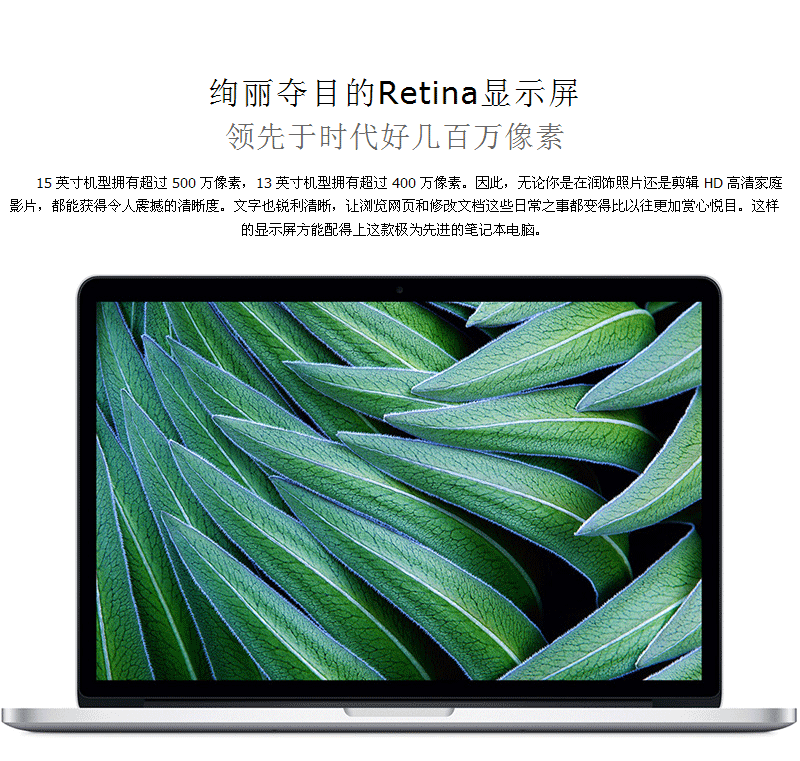 绚丽夺目的Retina显示屏
领先于时代好几百万像素
15 英寸机型拥有超过 500 万像素，13 英寸机型拥有超过 400 万像素。因此，无论你是在润饰照片还是剪辑 HD 高清家庭
影片，都能获得令人震撼的清晰度。文字也锐利清晰，让浏览网页和修改文档这些日常之事都变得比以往更加赏心悦目。这样
的显示屏方能配得上这款极为先进的笔记本电脑。